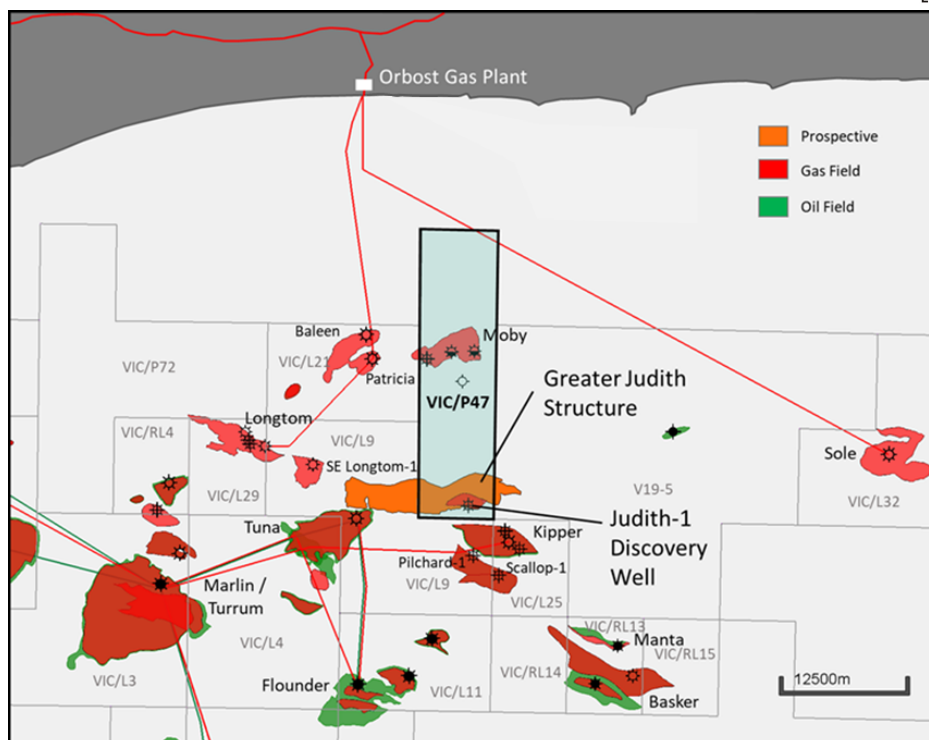 Orbost Gas Plant
Prospective
Gas Field
Oil Field
Baleen
Moby
VIC/L21
VIC/P72
Patricia
Greater Judith
Structure
VIC/P47
Longtom
VIC/RL4
VIC/L9
SE Longtom-1
Sole
V19-5
VIC/L29
VIC/L32
Tuna
Kipper
Judith-1
Discovery
Well
Pilchard-1
Scallop-1
VIC/L9
Marlin /
Turrum
VIC/L25
VIC/L4
VIC/RL13
Manta
VIC/RL15
VIC/L3
Flounder
VIC/L11
VIC/RL14
Basker
12500m